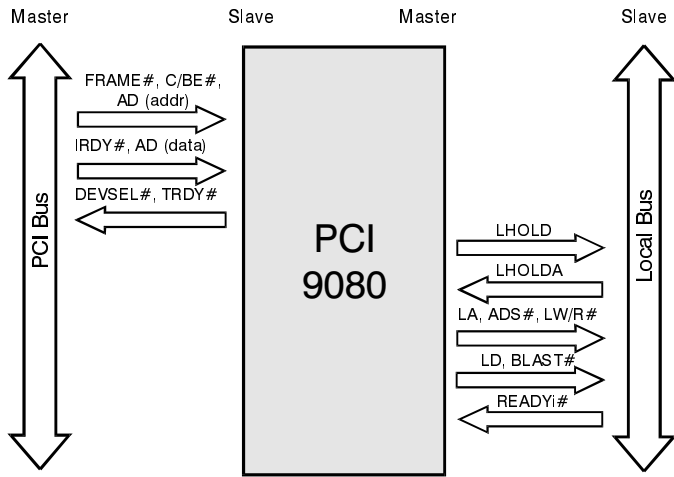 Master Slave Master Slave
FRAME#, C/BE#,
AD (addr)
IRDY#, AD (data)
DEVSEL#, TRDY#
PCI Bus
PCI
9080
LHOLD
LHOLDA
LA, ADS#, LW/R#
LD, BLAST#
READYi#
Local Bus